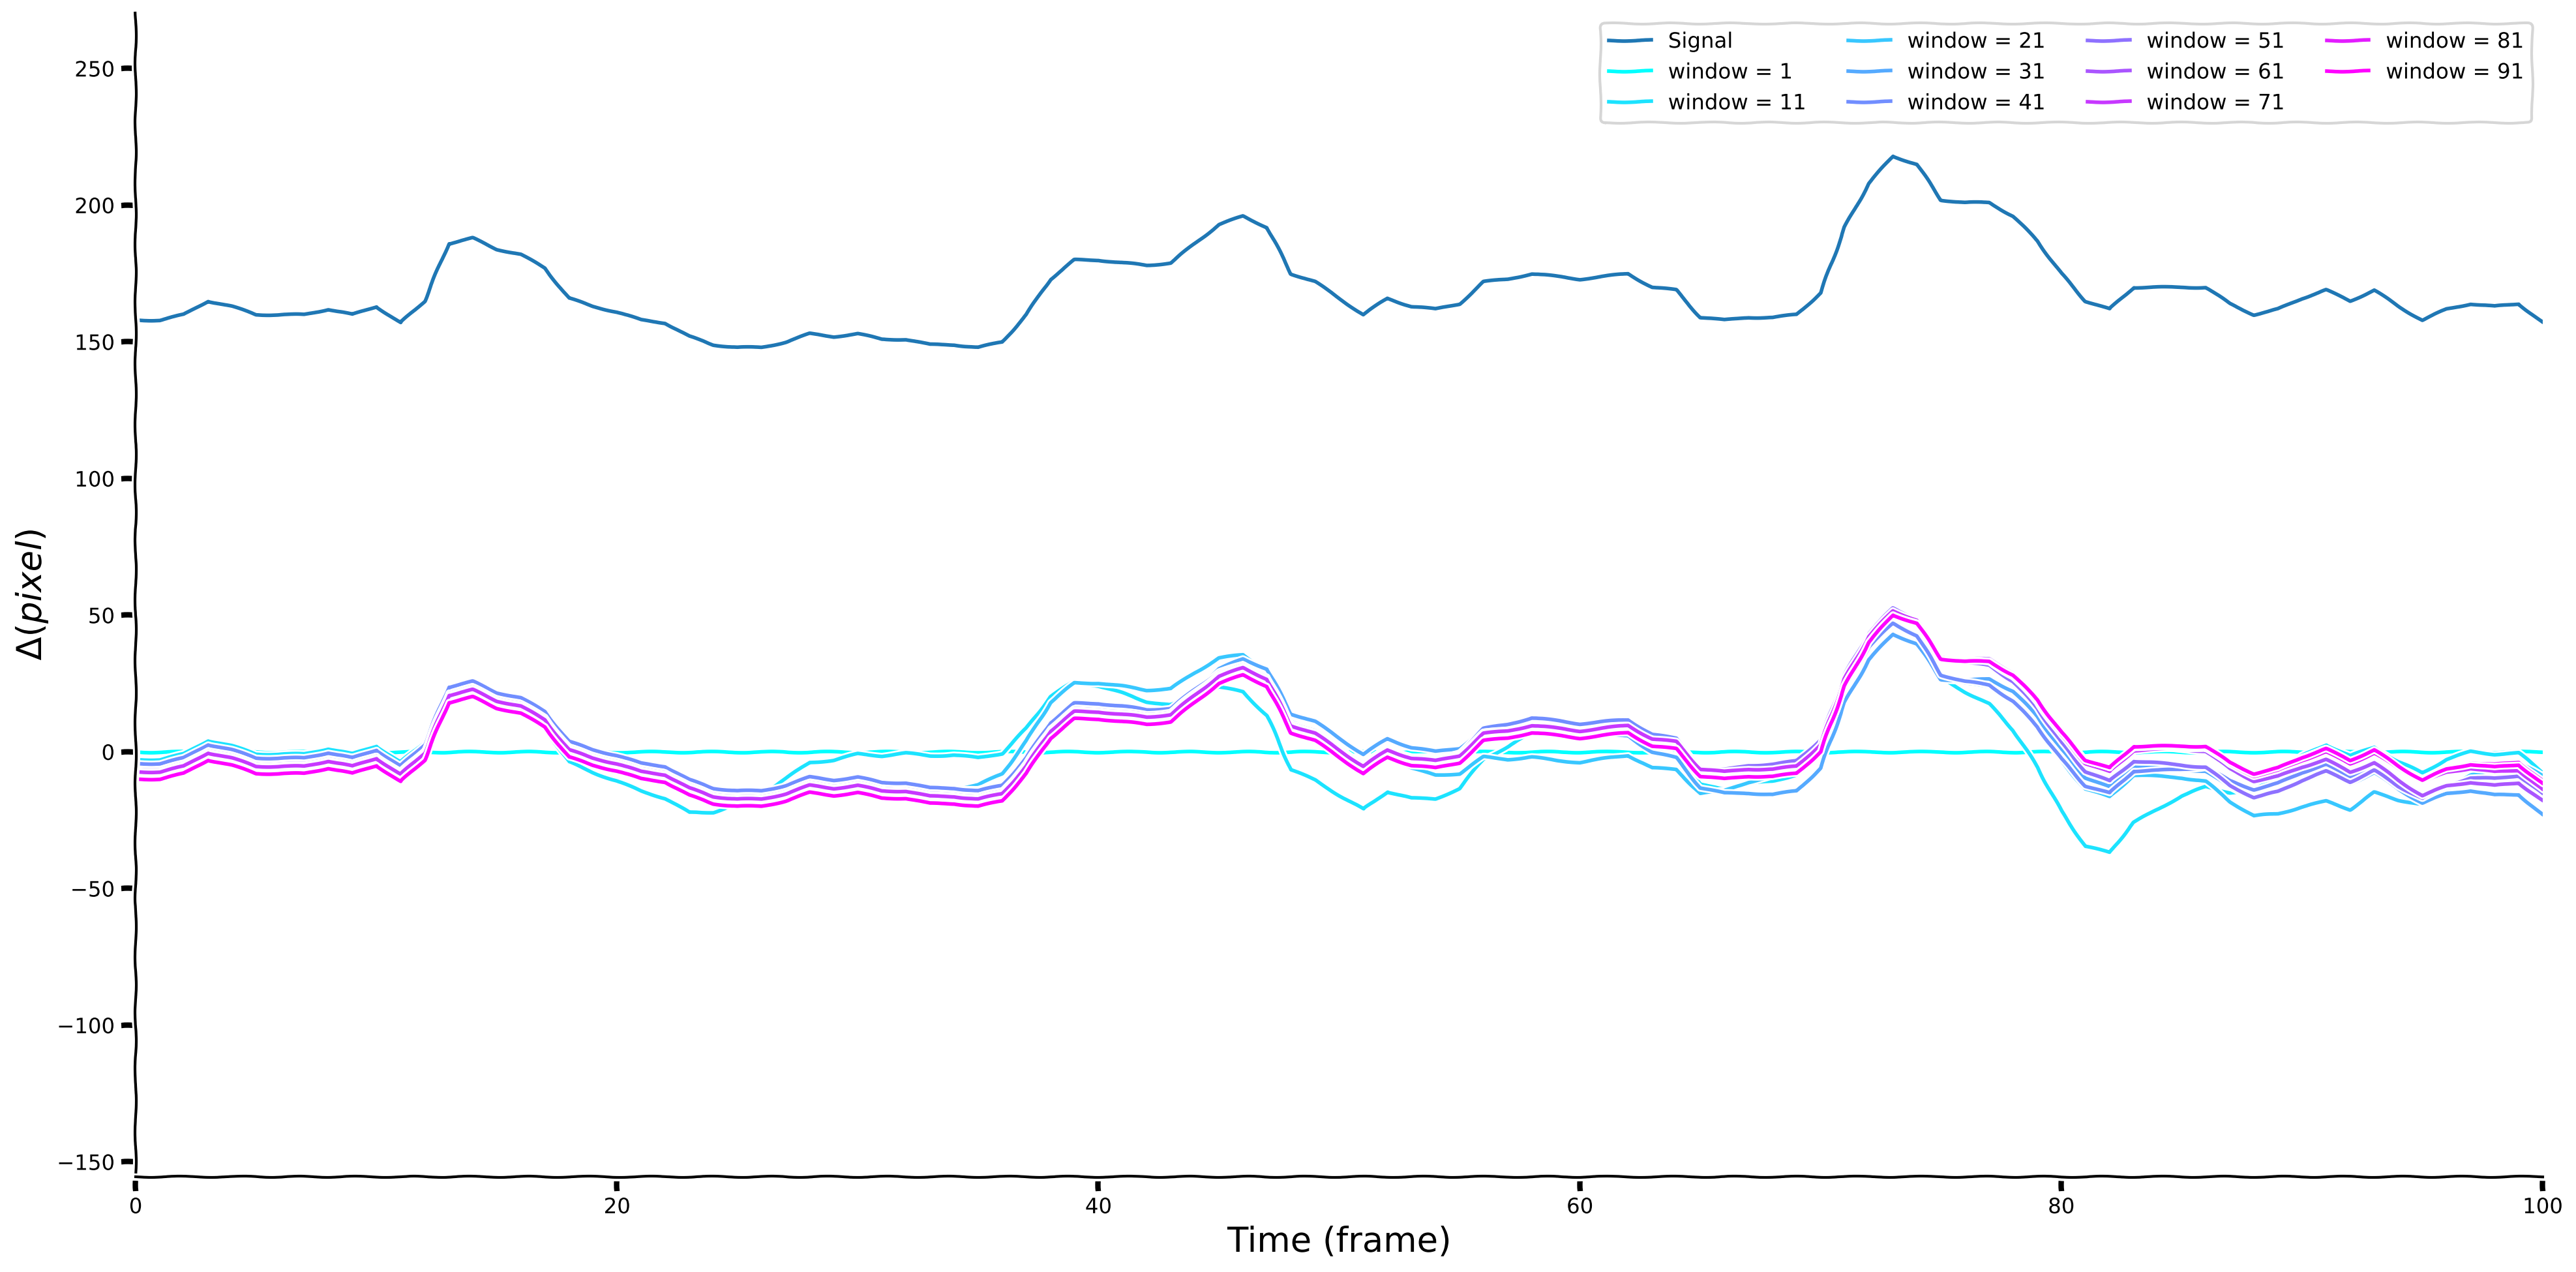 Signal
window = 1
window = 11
window = 21
window = 31
window = 41
window = 51
window = 61
window = 71
window = 81
window = 91
250
200
150
100
50
0
−50
−100
−150
Δ(pixel)
0 20 40 60 80 100
Time (frame)